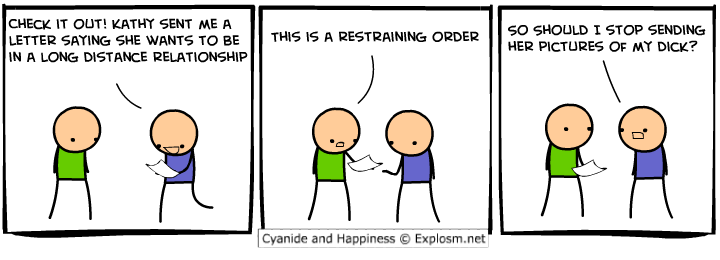 CHECK IT OUT! KATHY SENT ME A
LETTER SAYING SHE WANTS TO BE
IN A LONG DISTANCE RELATIONSHIP
THIS IS A RESTRAINING ORDER
SO SHOULD I STOP SENDING
HER PICTURES OF MY DICK?
Cyanide and Happiness © Explosm.net